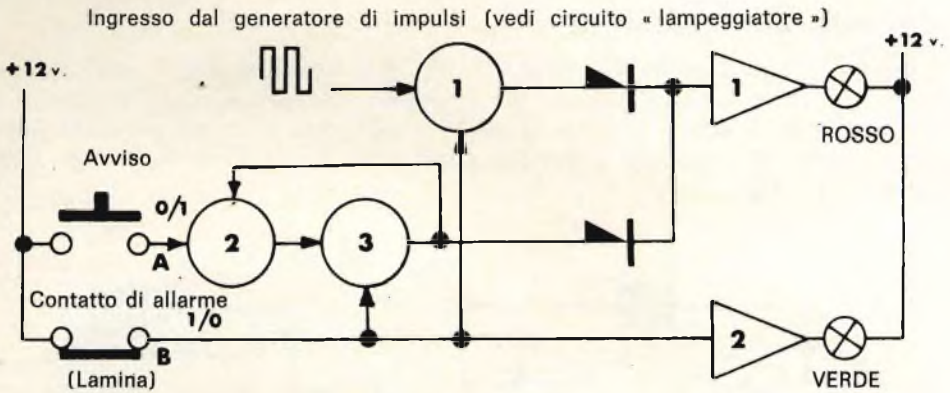 Ingresso dal generatore di impulsi (vedi circuito « lampeggiatore »)
+12 v.
+12 v.
1
1
ROSSO
Avviso
0/1
A
2
3
Contatto di allarme
1/0
B
(Lamina)
2
VERDE